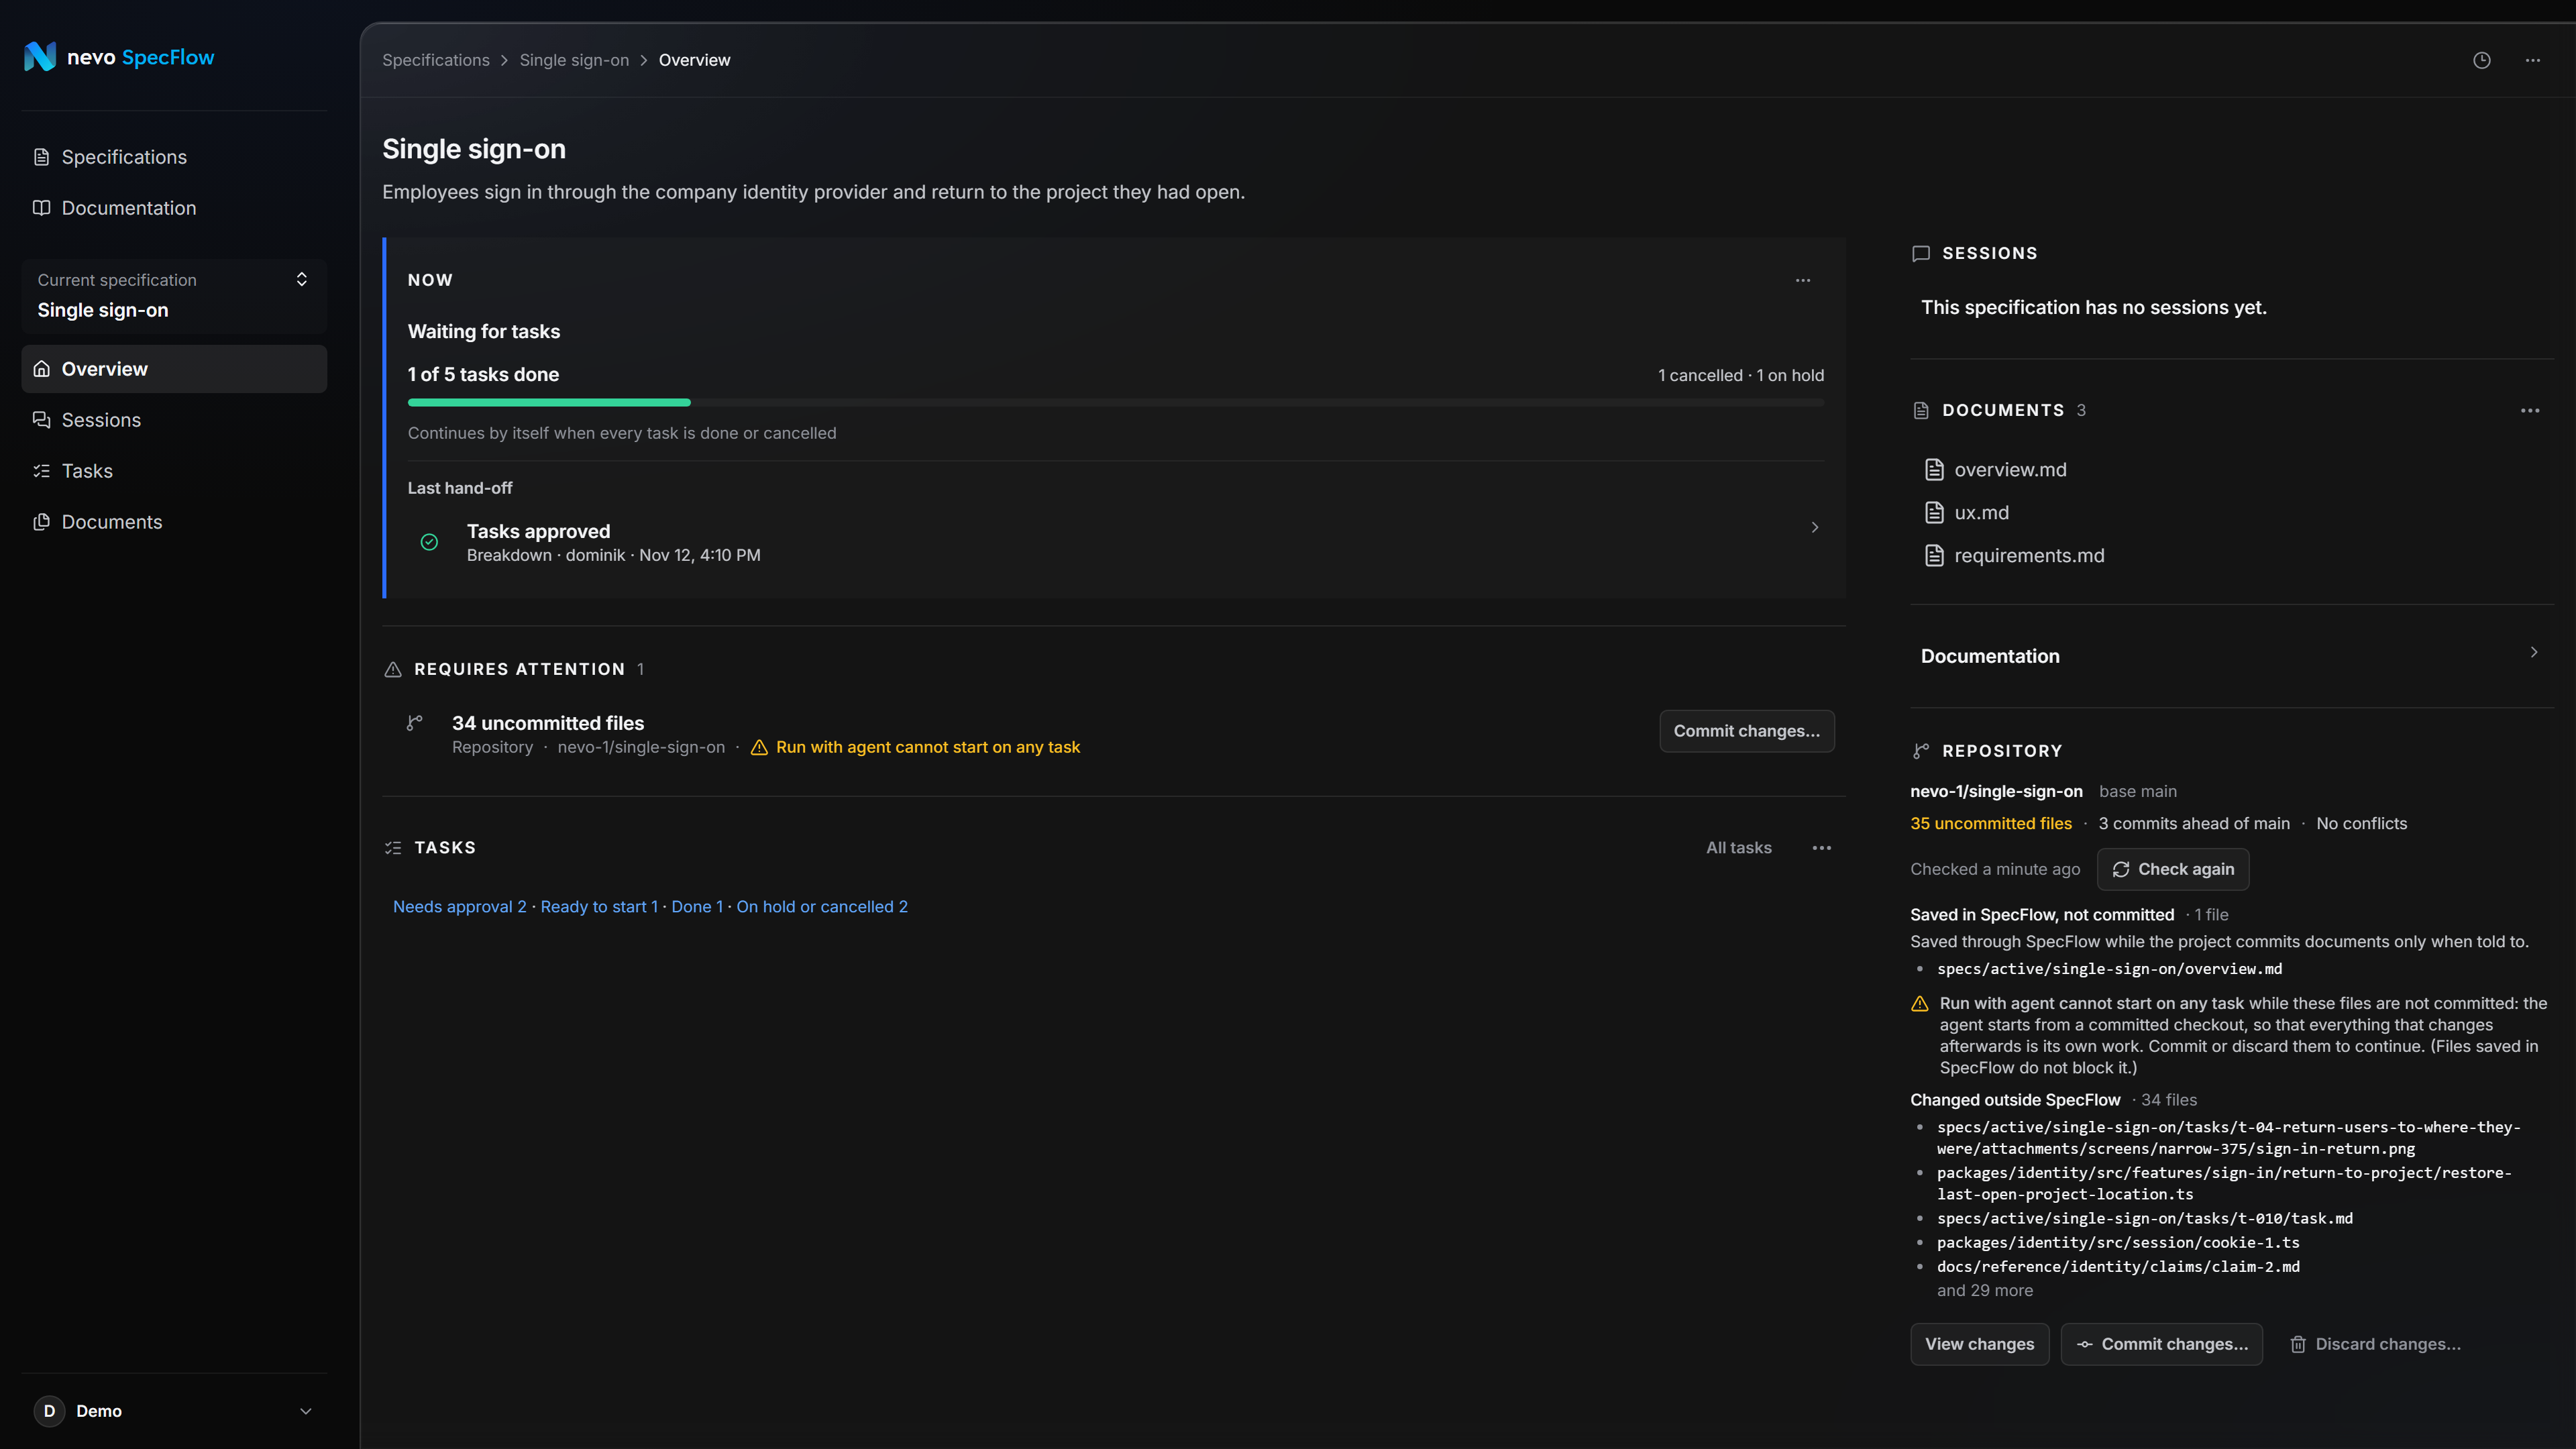 nevo SpecFlow
Specifications
Documentation
Current specification
Single sign-on
Overview
Sessions
Tasks
Documents
D Demo
Specifications > Single sign-on > Overview
Single sign-on
Employees sign in through the company identity provider and return to the project they had open.
NOW
Waiting for tasks
1 of 5 tasks done
1 cancelled · 1 on hold
Continues by itself when every task is done or cancelled
Last hand-off
Tasks approved
Breakdown · dominik · Nov 12, 4:10 PM
REQUIRES ATTENTION 1
34 uncommitted files
Repository · nevo-1/single-sign-on · Run with agent cannot start on any task
Commit changes...
TASKS
All tasks
Needs approval 2 · Ready to start 1 · Done 1 · On hold or cancelled 2
SESSIONS
This specification has no sessions yet.
DOCUMENTS 3
overview.md
ux.md
requirements.md
Documentation
REPOSITORY
nevo-1/single-sign-on base main
35 uncommitted files · 3 commits ahead of main · No conflicts
Checked a minute ago
Check again
Saved in SpecFlow, not committed · 1 file
Saved through SpecFlow while the project commits documents only when told to.
• specs/active/single-sign-on/overview.md
Run with agent cannot start on any task while these files are not committed: the
agent starts from a committed checkout, so that everything that changes
afterwards is its own work. Commit or discard them to continue. (Files saved in
SpecFlow do not block it.)
Changed outside SpecFlow · 34 files
• specs/active/single-sign-on/tasks/t-04-return-users-to-where-they-
were/attachments/screens/narrow-375/sign-in-return.png
• packages/identity/src/features/sign-in/return-to-project/restore-
last-open-project-location.ts
• specs/active/single-sign-on/tasks/t-010/task.md
• packages/identity/src/session/cookie-1.ts
• docs/reference/identity/claims/claim-2.md
and 29 more
View changes
Commit changes...
Discard changes...